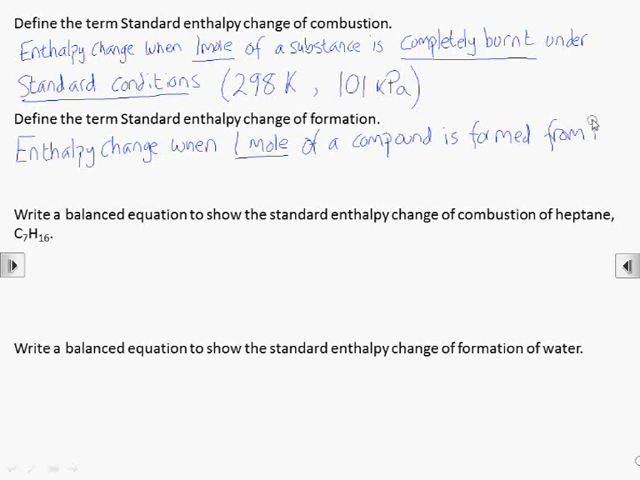 Define the term Standard enthalpy change of combustion.
Enthalpy change when 1 mole of a substance is completely burnt under
Standard conditions (298 K , 101 kPa)
Define the term Standard enthalpy change of formation.
Enthalpy change when 1 mole of a compound is formed from
Write a balanced equation to show the standard enthalpy change of combustion of heptane,
C₇H₁₆.
Write a balanced equation to show the standard enthalpy change of formation of water.